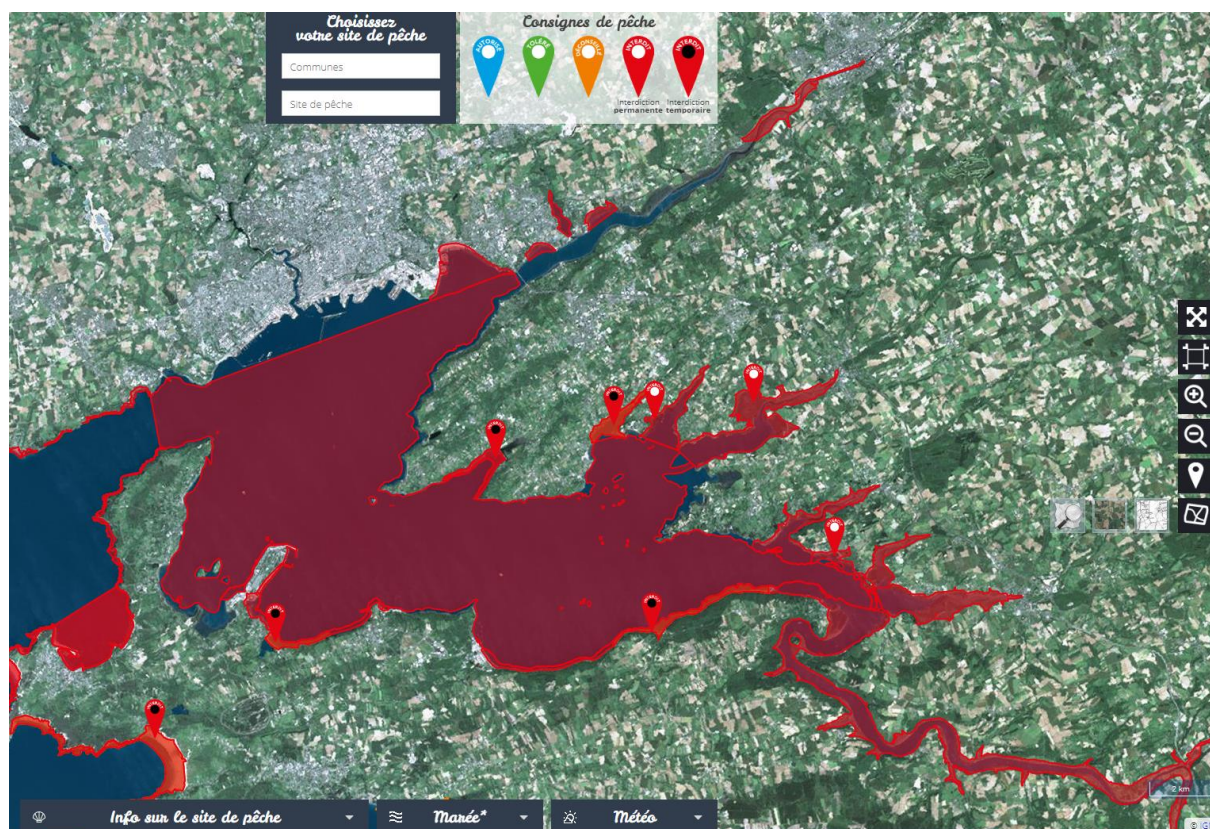 Choisissez
votre site de pêche
Communes
Site de pêche
Consignes de pêche
AUTORISÉ
TOLÉRÉ
DÉCONSEILLÉ
INTERDIT
INTERDIT
Interdiction
permanente
Interdiction
temporaire
2 km
Info sur le site de pêche
Marée*
Météo